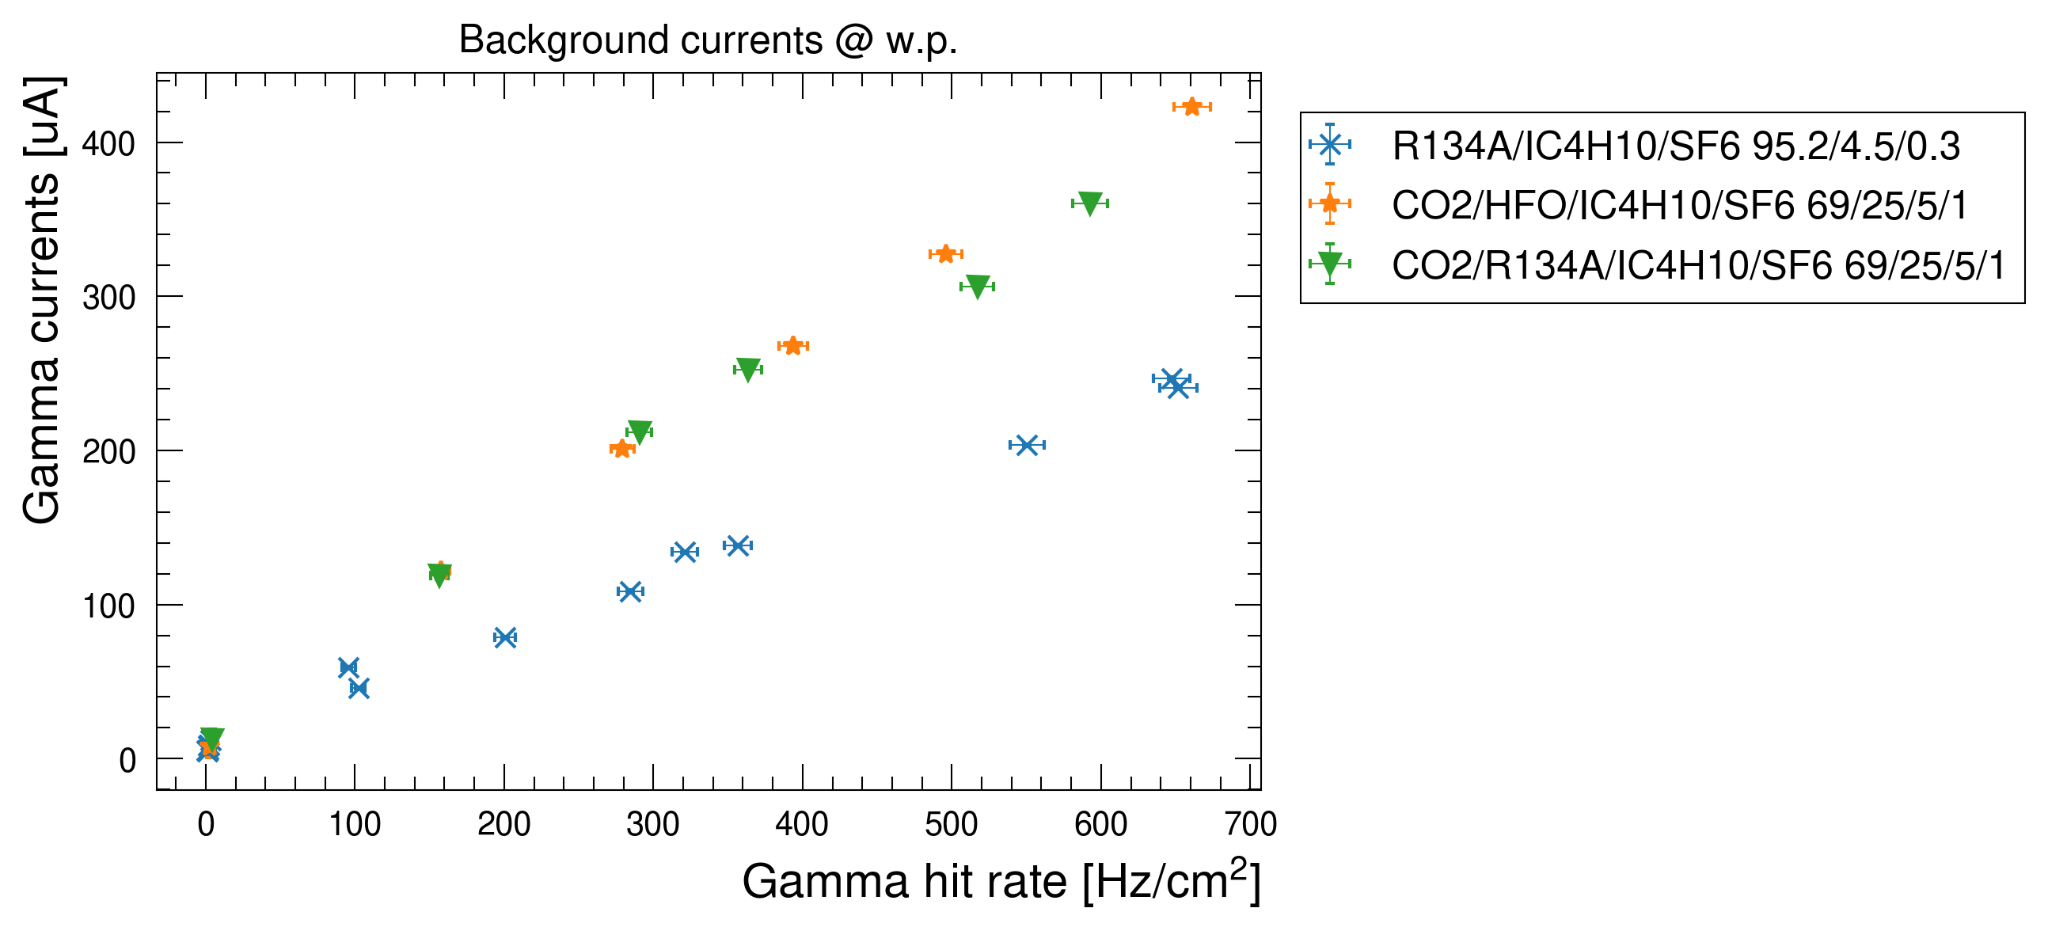 Background currents @ w.p.
Gamma currents [uA]
400
300
200
100
0
0 100 200 300 400 500 600 700
Gamma hit rate [Hz/cm²]
R134A/IC4H10/SF6 95.2/4.5/0.3
CO2/HFO/IC4H10/SF6 69/25/5/1
CO2/R134A/IC4H10/SF6 69/25/5/1